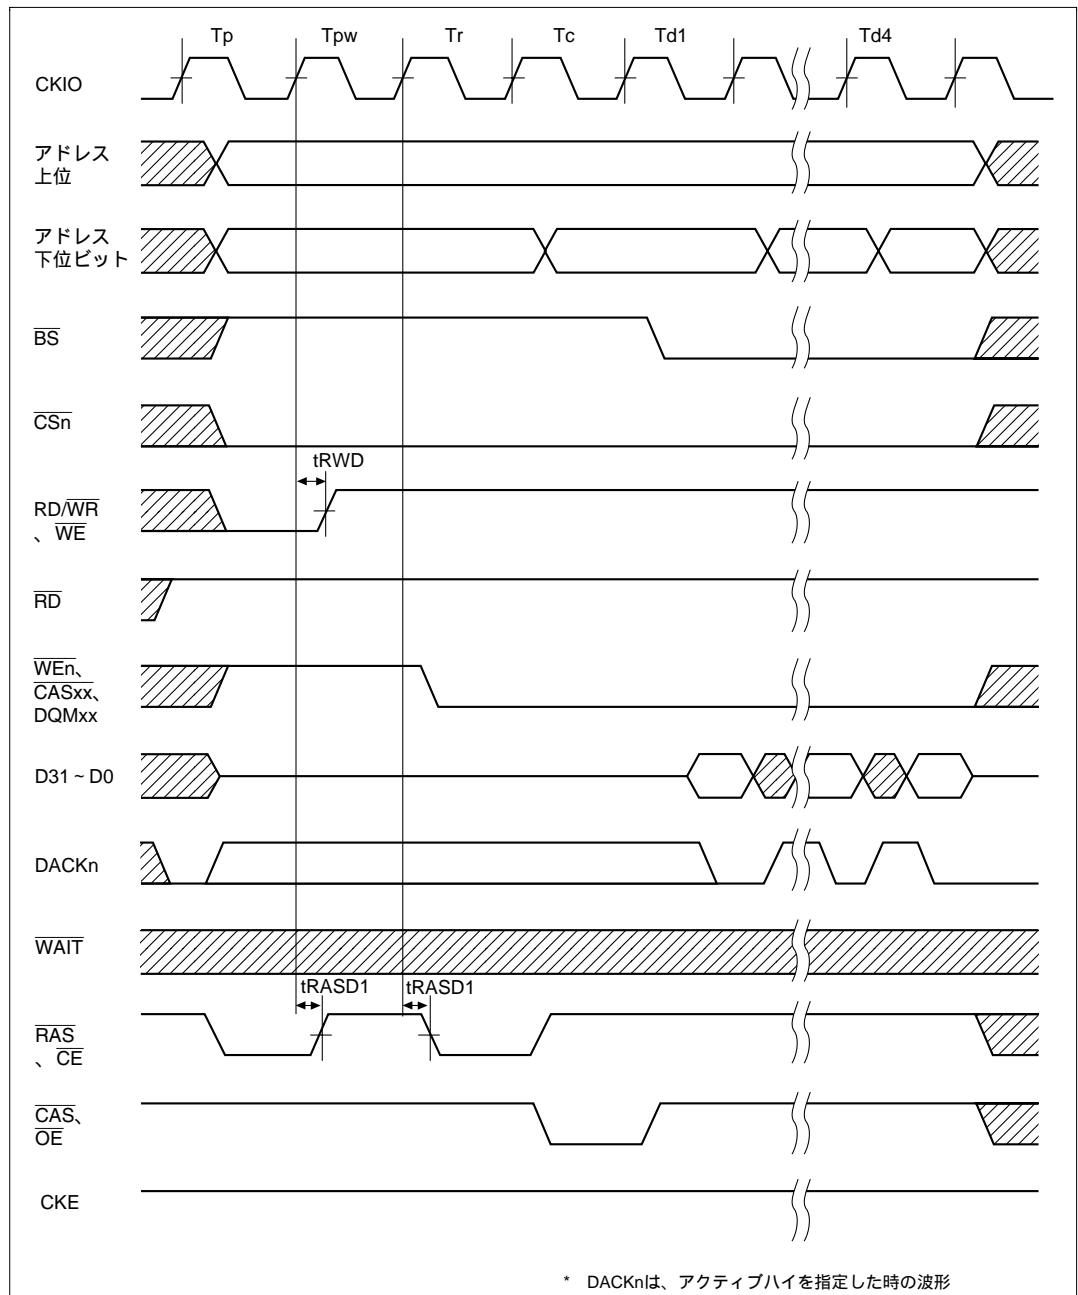 Tp Tpw Tr Tc Td1 Td4
CKIO
アドレス
上位
アドレス
下位ビット
BS
CSn
tRWD
RD/WR
、WE
RD
WEn、
CASxx、
DQMxx
D31 ~ D0
DACKn
WAIT
tRASD1 tRASD1
RAS
、CE
CAS、
OE
CKE
* DACKnは、アクティブハイを指定した時の波形